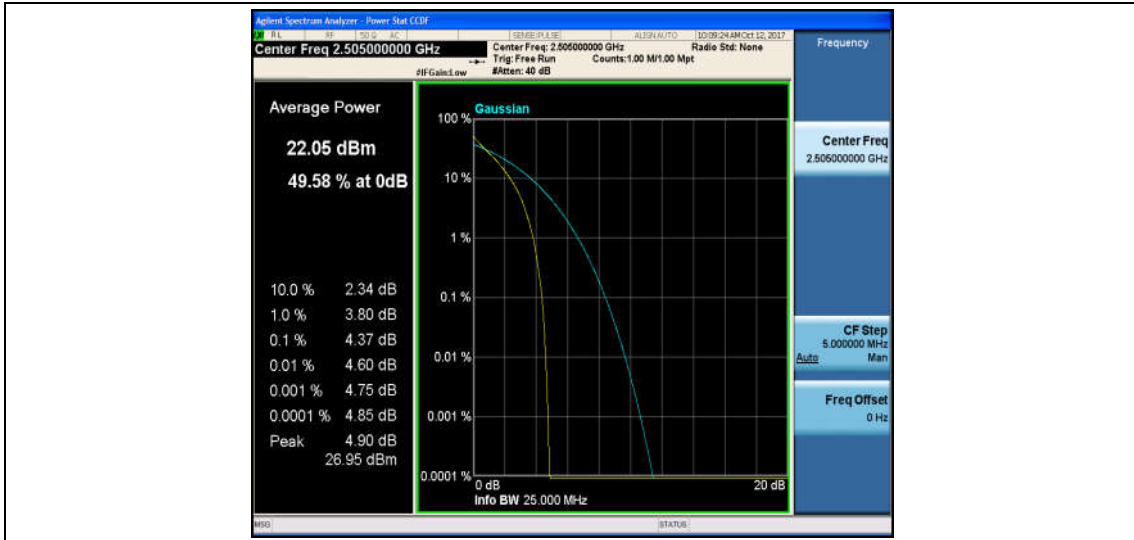 Agilent Spectrum Analyzer - Power Stat CCDF
RL RF 50 Ω AC SENSE:PULSE ALIGN AUTO 10:09:24 AM Oct 12, 2017
Center Freq 2.505000000 GHz
Center Freq: 2.505000000 GHz Radio Std: None
Trig: Free Run Counts:1.00 M/1.00 Mpt
#IFGain:Low #Atten: 40 dB
Frequency
Average Power
22.05 dBm
49.58 % at 0dB
10.0 % 2.34 dB
1.0 % 3.80 dB
0.1 % 4.37 dB
0.01 % 4.60 dB
0.001 % 4.75 dB
0.0001 % 4.85 dB
Peak 4.90 dB
26.95 dBm
Gaussian
100 %
10 %
1 %
0.1 %
0.01 %
0.001 %
0.0001 %
0 dB 20 dB
Info BW 25.000 MHz
Center Freq
2.505000000 GHz
CF Step
5.000000 MHz
Auto Man
Freq Offset
0 Hz
MSG STATUS